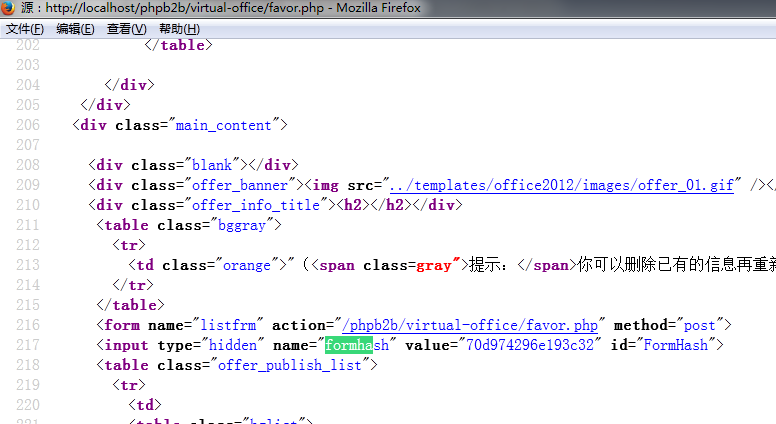 源：http://localhost/phpb2b/virtual-office/favor.php - Mozilla Firefox
文件(F) 编辑(E) 查看(V) 帮助(H)
202 </table>
203
204 </div>
205 </div>
206 <div class="main_content">
207
208 <div class="blank"></div>
209 <div class="offer_banner"><img src="../templates/office2012/images/offer_01.gif" /></
210 <div class="offer_info_title"><h2></h2></div>
211 <table class="bggray">
212 <tr>
213 <td class="orange">"（<span class=gray">提示：</span>你可以删除已有的信息再重新
214 </tr>
215 </table>
216 <form name="listfrm" action="/phpb2b/virtual-office/favor.php" method="post">
217 <input type="hidden" name="formhash" value="70d974296e193c32" id="FormHash">
218 <table class="offer_publish_list">
219 <tr>
220 <td>